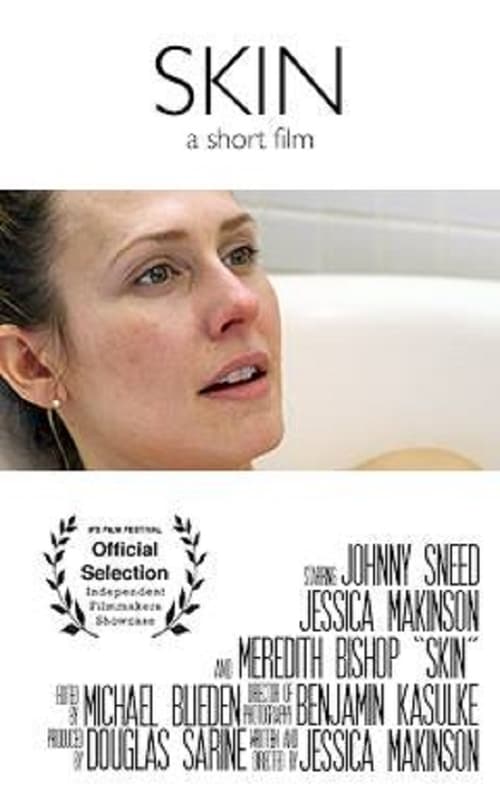 SKIN
a short film
IFS FILM FESTIVAL
Official
Selection
Independent
Filmmakers
Showcase
STARRING JOHNNY SNEED
JESSICA MAKINSON
AND MEREDITH BISHOP "SKIN"
EDITED BY MICHAEL BLIEDEN DIRECTOR OF PHOTOGRAPHY BENJAMIN KASULKE
PRODUCED BY DOUGLAS SARINE WRITTEN AND DIRECTED BY JESSICA MAKINSON